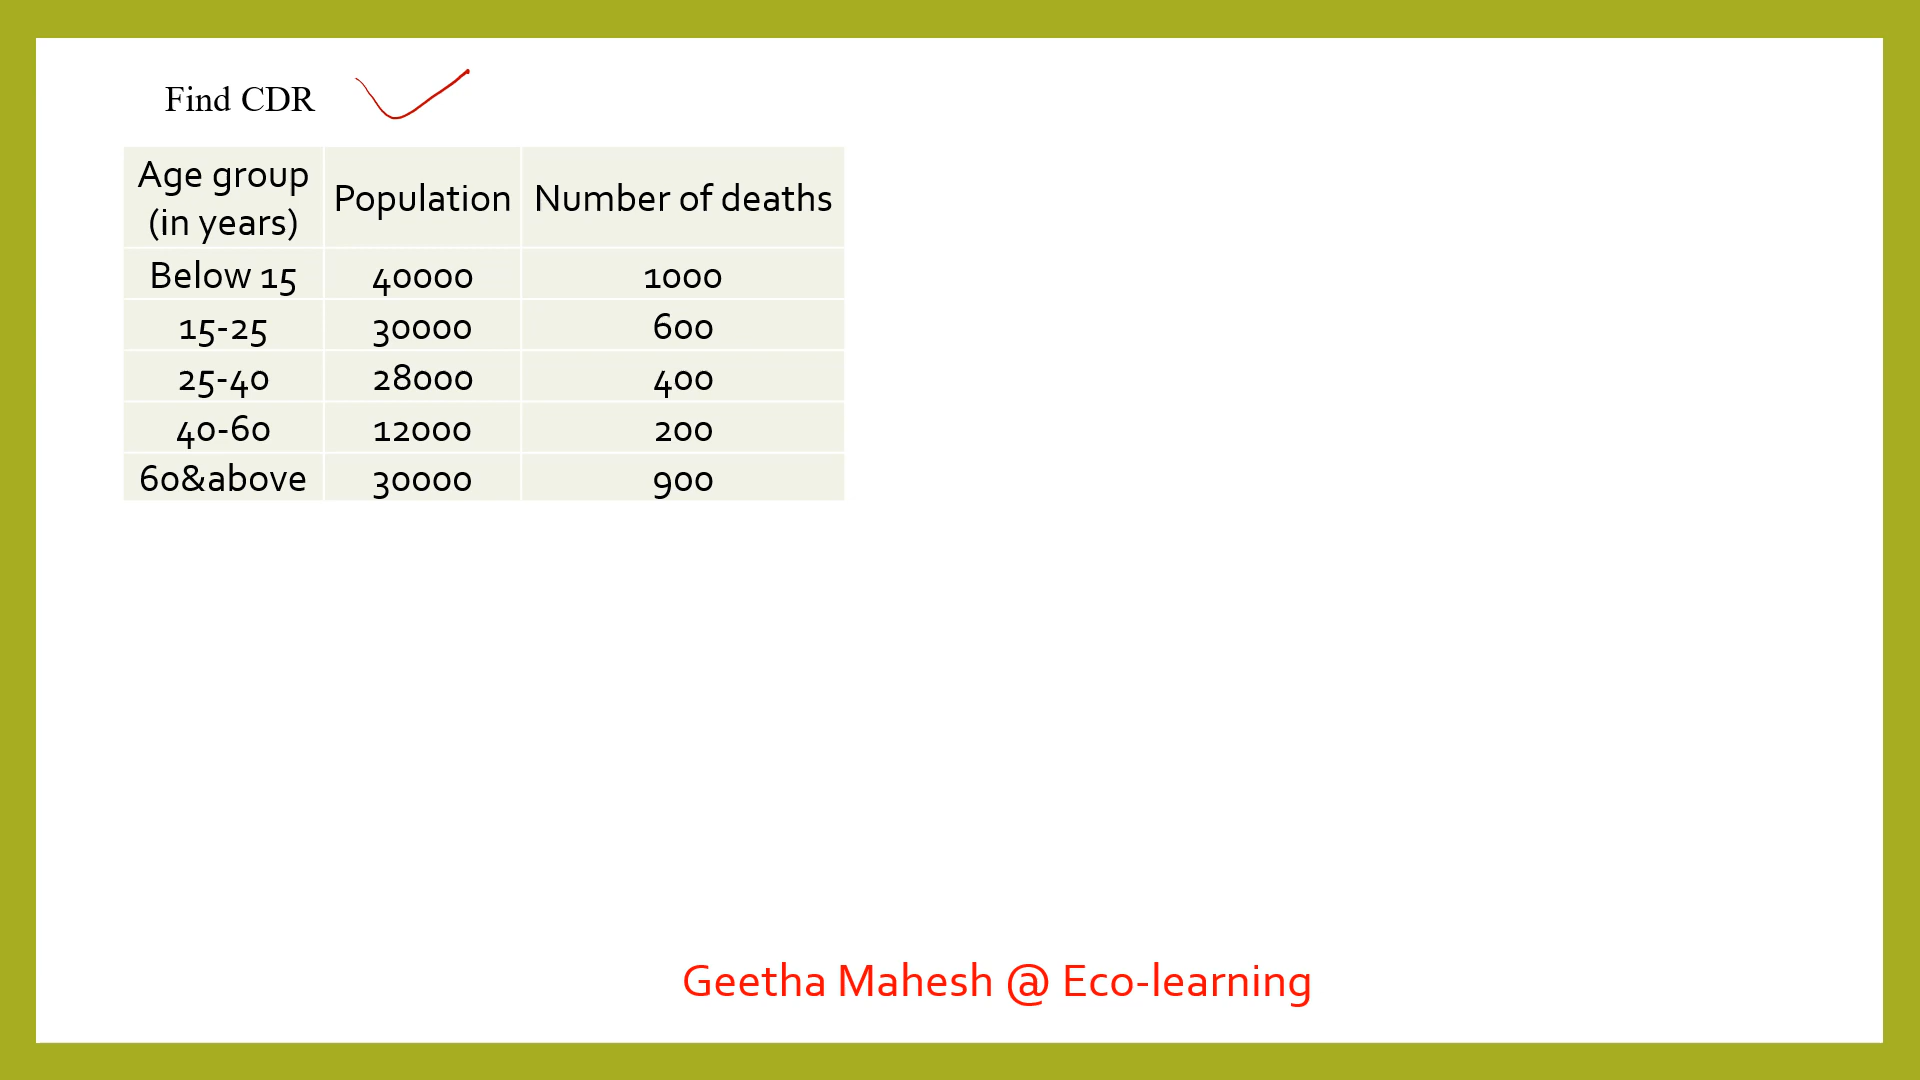 Find CDR
Age group (in years) Population Number of deaths
Below 15 40000 1000
15-25 30000 600
25-40 28000 400
40-60 12000 200
60&above 30000 900
Geetha Mahesh @ Eco-learning